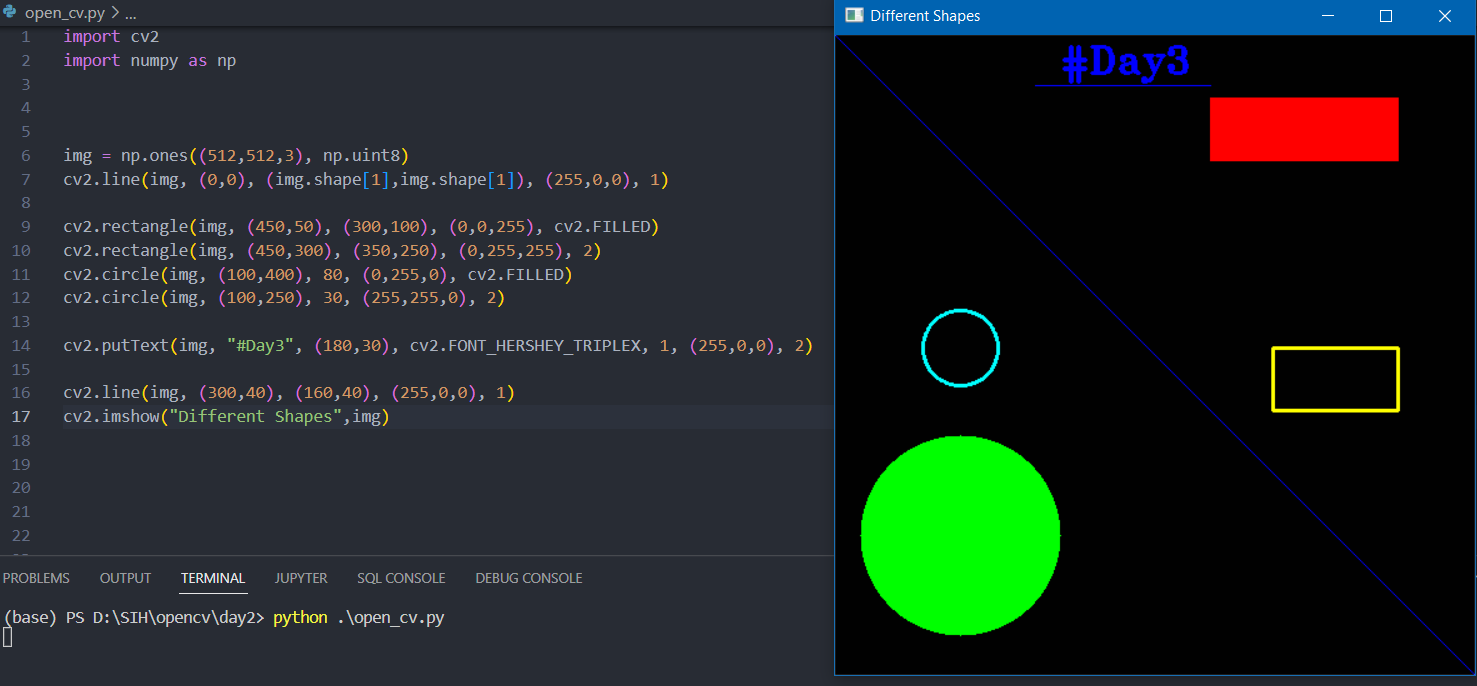 open_cv.py > ...
1 import cv2
2 import numpy as np
3
4
5
6 img = np.ones((512,512,3), np.uint8)
7 cv2.line(img, (0,0), (img.shape[1],img.shape[1]), (255,0,0), 1)
8
9 cv2.rectangle(img, (450,50), (300,100), (0,0,255), cv2.FILLED)
10 cv2.rectangle(img, (450,300), (350,250), (0,255,255), 2)
11 cv2.circle(img, (100,400), 80, (0,255,0), cv2.FILLED)
12 cv2.circle(img, (100,250), 30, (255,255,0), 2)
13
14 cv2.putText(img, "#Day3", (180,30), cv2.FONT_HERSHEY_TRIPLEX, 1, (255,0,0), 2)
15
16 cv2.line(img, (300,40), (160,40), (255,0,0), 1)
17 cv2.imshow("Different Shapes",img)
18
19
20
21
22
PROBLEMS OUTPUT TERMINAL JUPYTER SQL CONSOLE DEBUG CONSOLE
(base) PS D:\SIH\opencv\day2> python .\open_cv.py
Different Shapes
#Day3